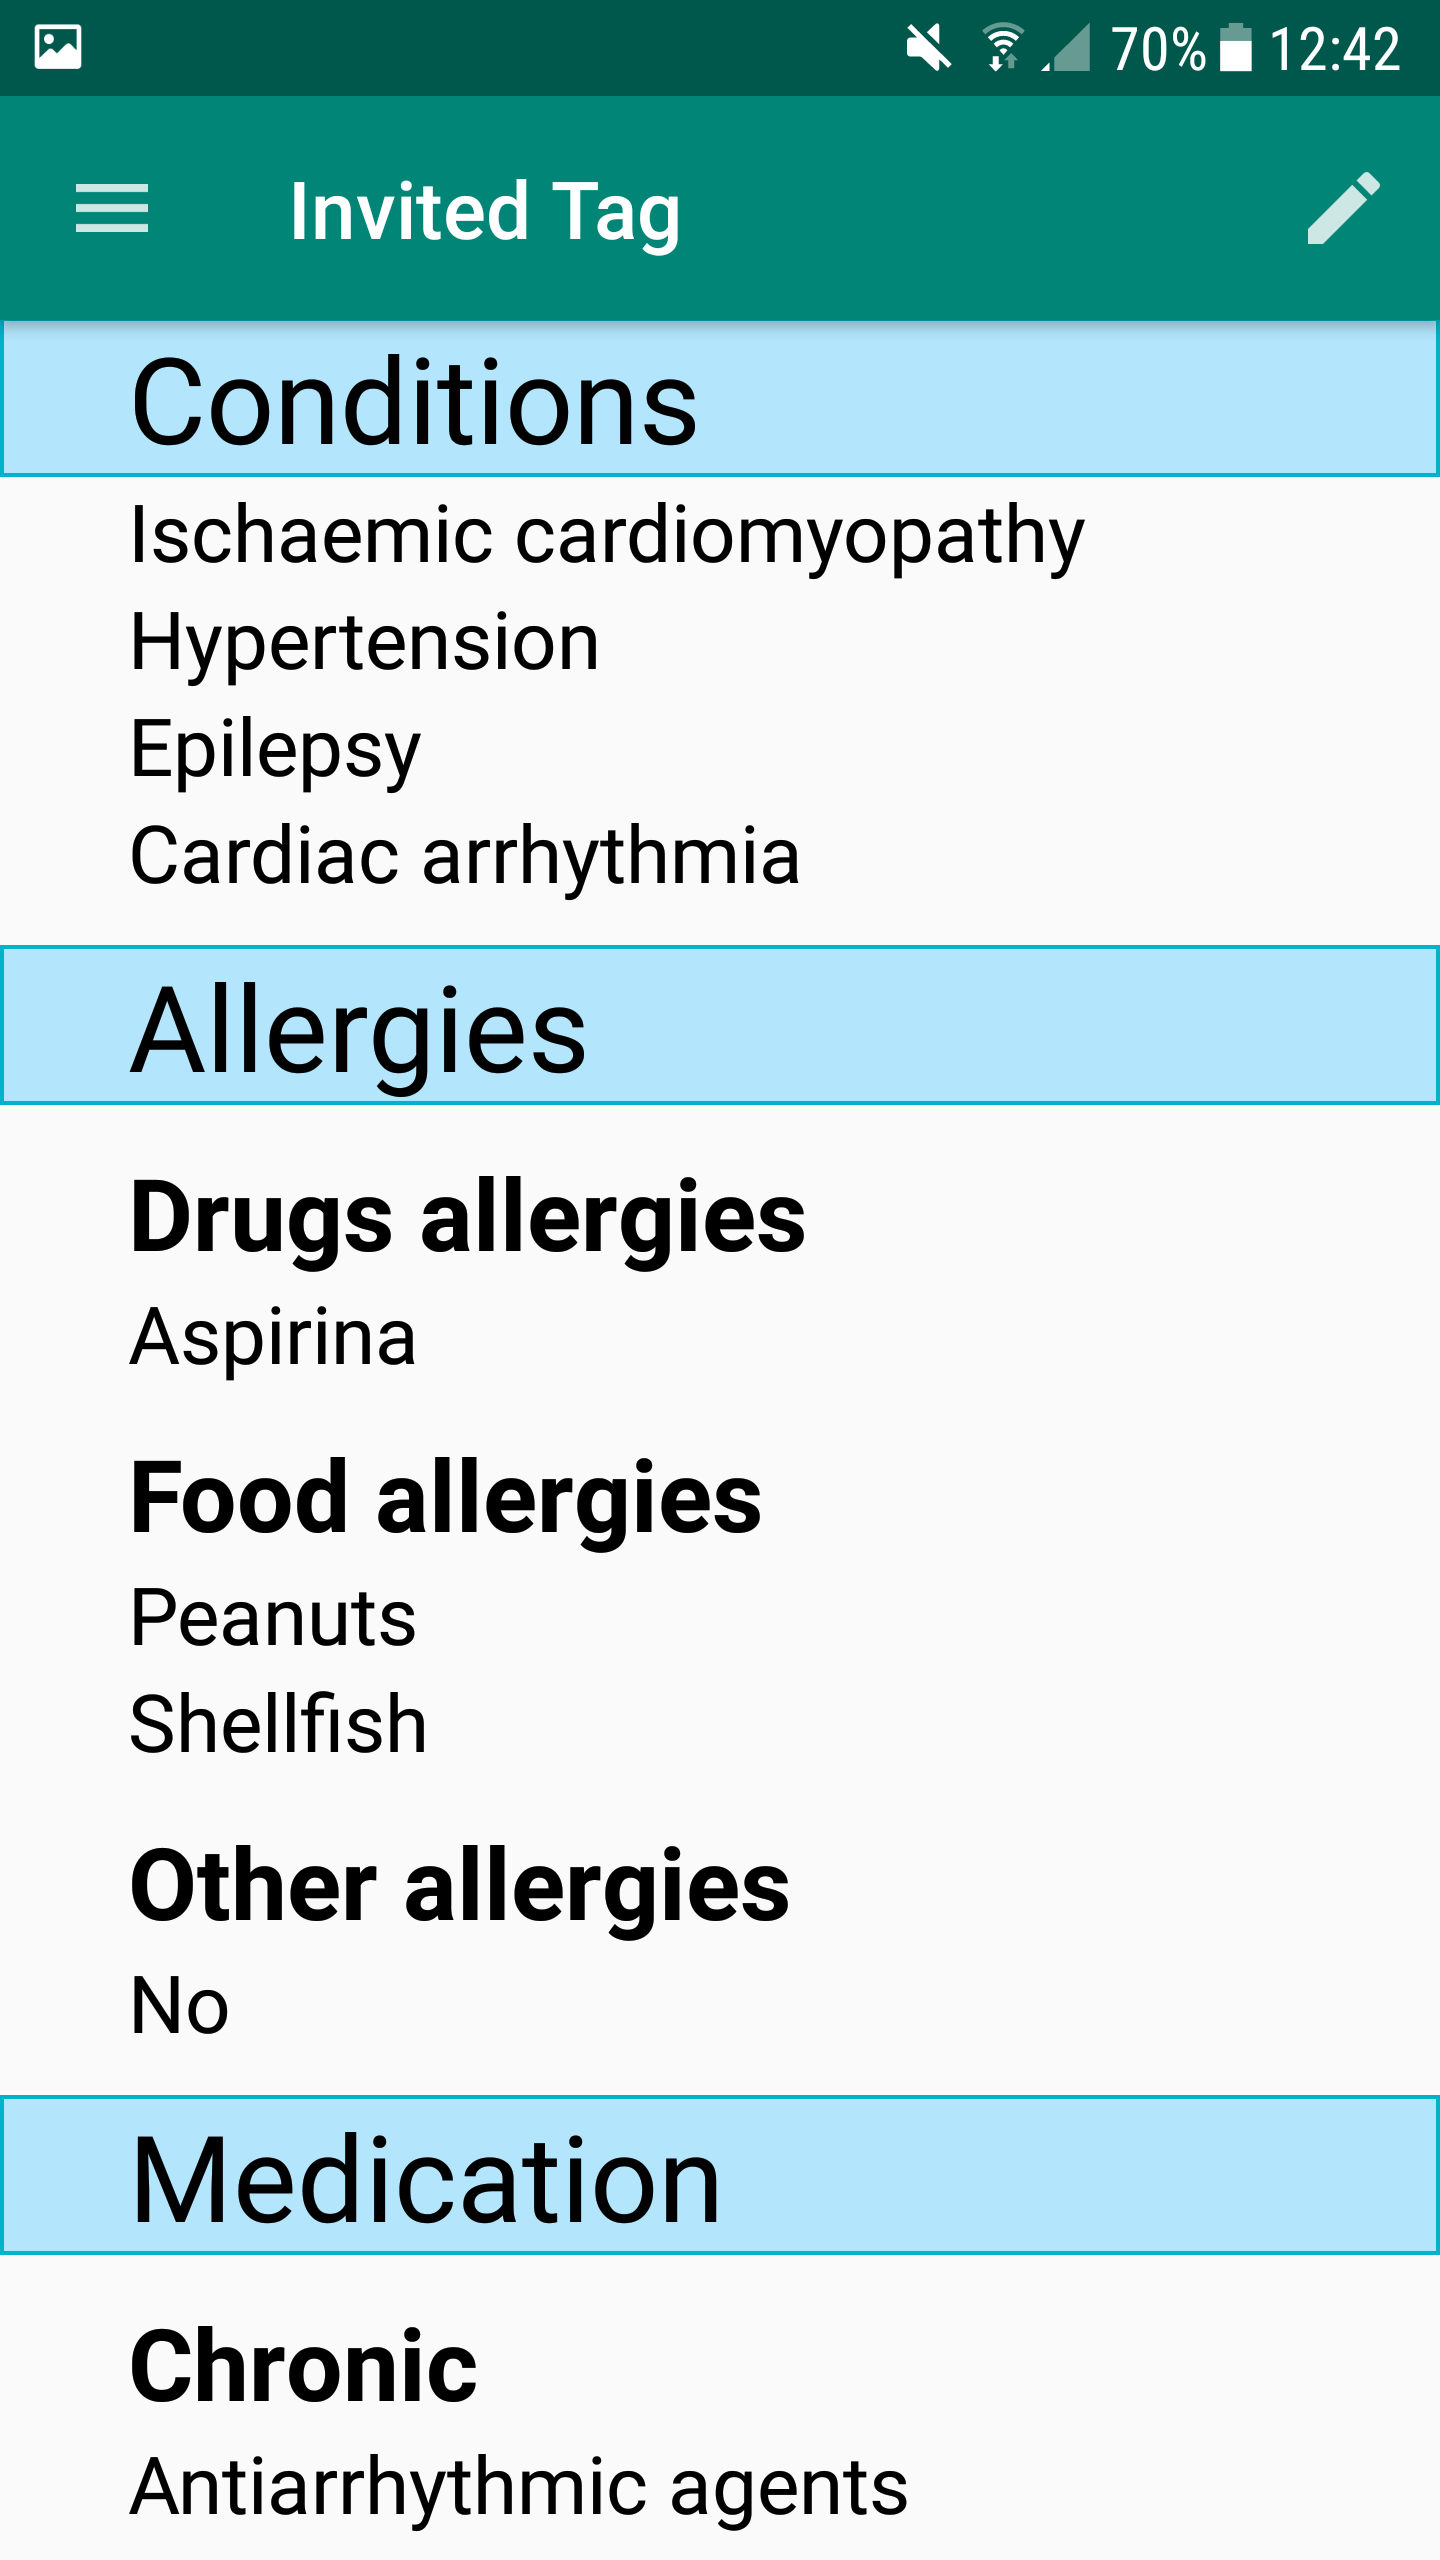 70% 12:42
Invited Tag
Conditions
Ischaemic cardiomyopathy
Hypertension
Epilepsy
Cardiac arrhythmia
Allergies
Drugs allergies
Aspirina
Food allergies
Peanuts
Shellfish
Other allergies
No
Medication
Chronic
Antiarrhythmic agents